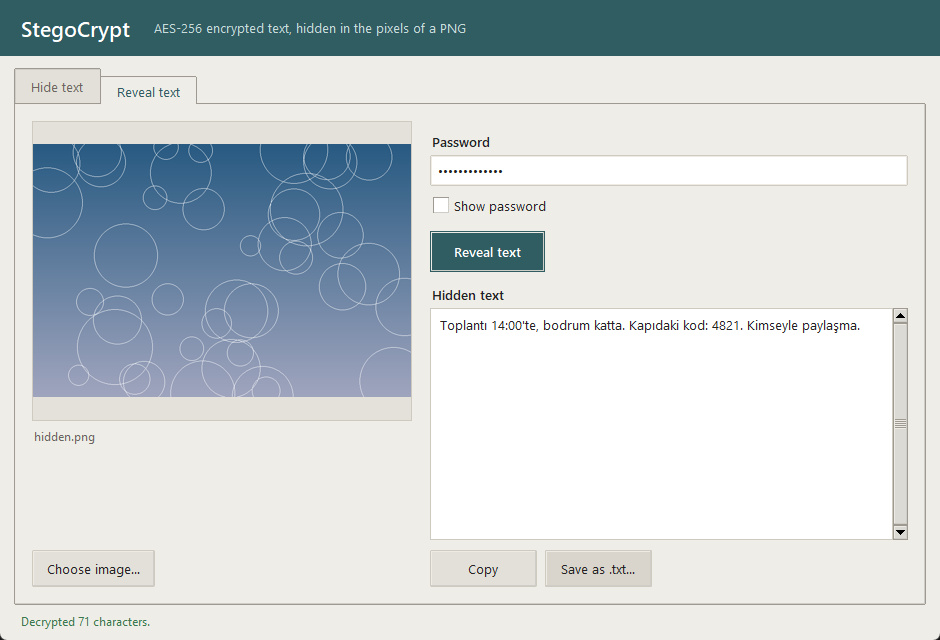 StegoCrypt
AES-256 encrypted text, hidden in the pixels of a PNG
Hide text
Reveal text
Password
•••••••••••••
Show password
Reveal text
Hidden text
Toplantı 14:00'te, bodrum katta. Kapıdaki kod: 4821. Kimseyle paylaşma.
hidden.png
Choose image...
Copy
Save as .txt...
Decrypted 71 characters.